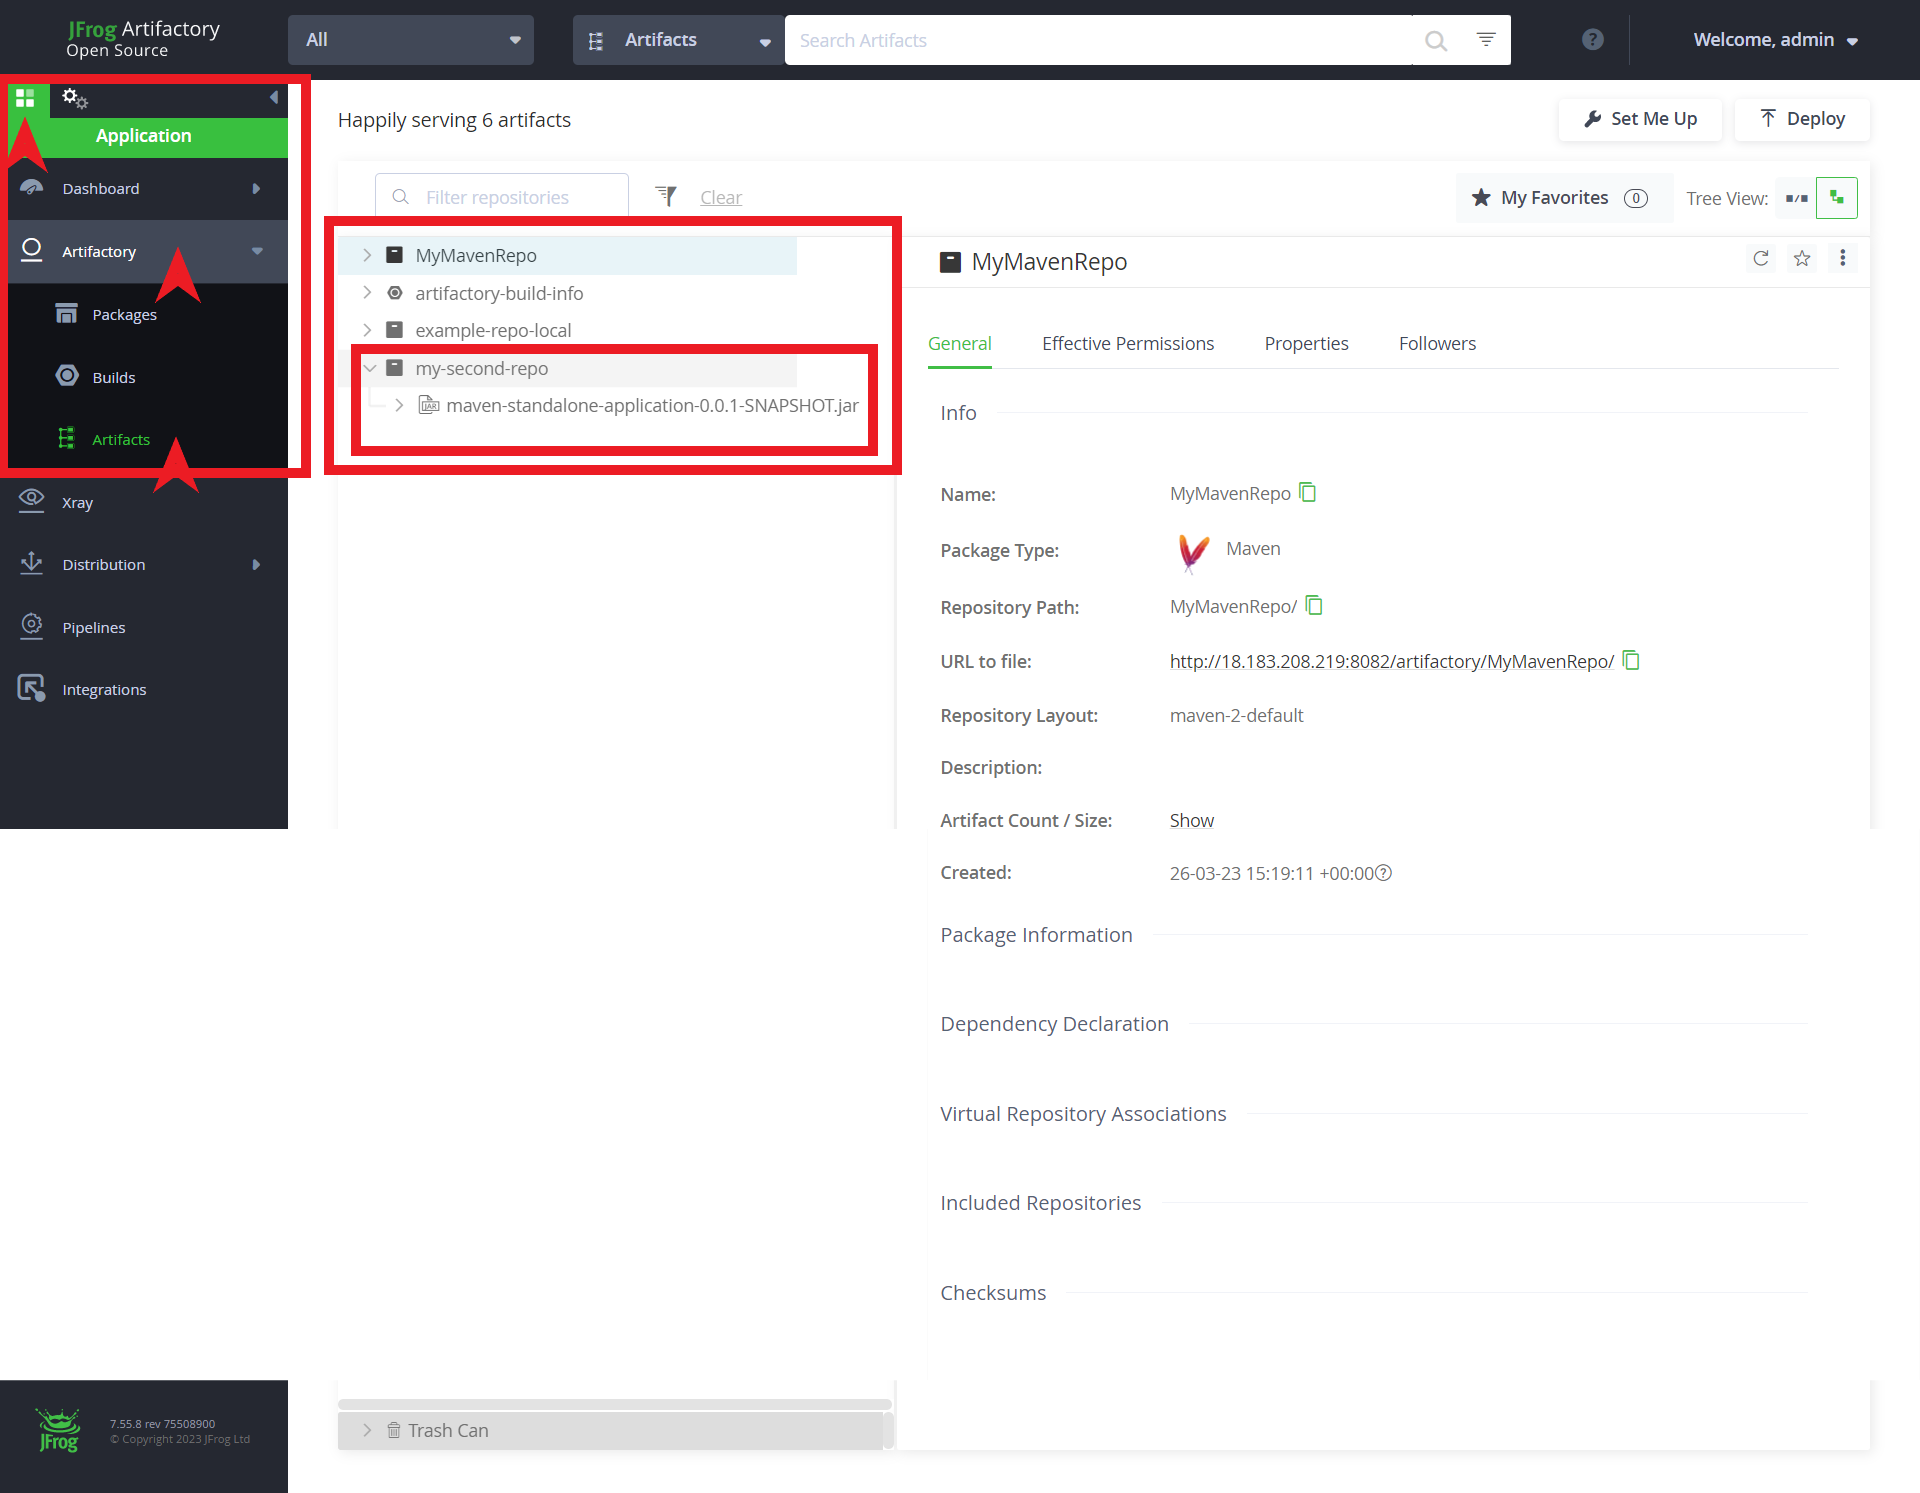 JFrog Artifactory
Open Source
All
Artifacts
Search Artifacts
?
Welcome, admin
Application
Dashboard
Artifactory
Packages
Builds
Artifacts
Xray
Distribution
Pipelines
Integrations
Happily serving 6 artifacts
Set Me Up
Deploy
Filter repositories
Clear
My Favorites 0
Tree View:
MyMavenRepo
artifactory-build-info
example-repo-local
my-second-repo
JAR maven-standalone-application-0.0.1-SNAPSHOT.jar
MyMavenRepo
General Effective Permissions Properties Followers
Info
Name: MyMavenRepo
Package Type: Maven
Repository Path: MyMavenRepo/
URL to file: http://18.183.208.219:8082/artifactory/MyMavenRepo/
Repository Layout: maven-2-default
Description:
Artifact Count / Size: Show
Created: 26-03-23 15:19:11 +00:00 ?
Package Information
Dependency Declaration
Virtual Repository Associations
Included Repositories
Checksums
Trash Can
JFrog
7.55.8 rev 75508900
© Copyright 2023 JFrog Ltd